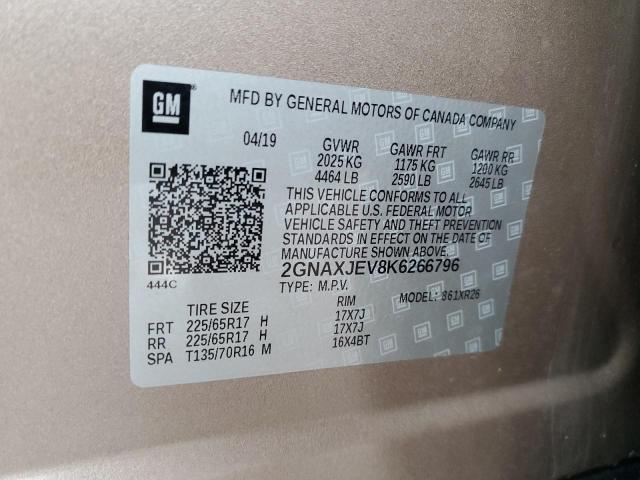 GM
MFD BY GENERAL MOTORS OF CANADA COMPANY
04/19 GVWR GAWR FRT GAWR RR
2025 KG 1175 KG 1200 KG
4464 LB 2590 LB 2645 LB
THIS VEHICLE CONFORMS TO ALL
APPLICABLE U.S. FEDERAL MOTOR
VEHICLE SAFETY AND THEFT PREVENTION
STANDARDS IN EFFECT ON THE DATE OF
MANUFACTURE SHOWN ABOVE.
2GNAXJEV8K6266796
444C TYPE: M.P.V. MODEL: 861XR26
TIRE SIZE RIM
FRT 225/65R17 H 17X7J
RR 225/65R17 H 17X7J
SPA T135/70R16 M 16X4BT